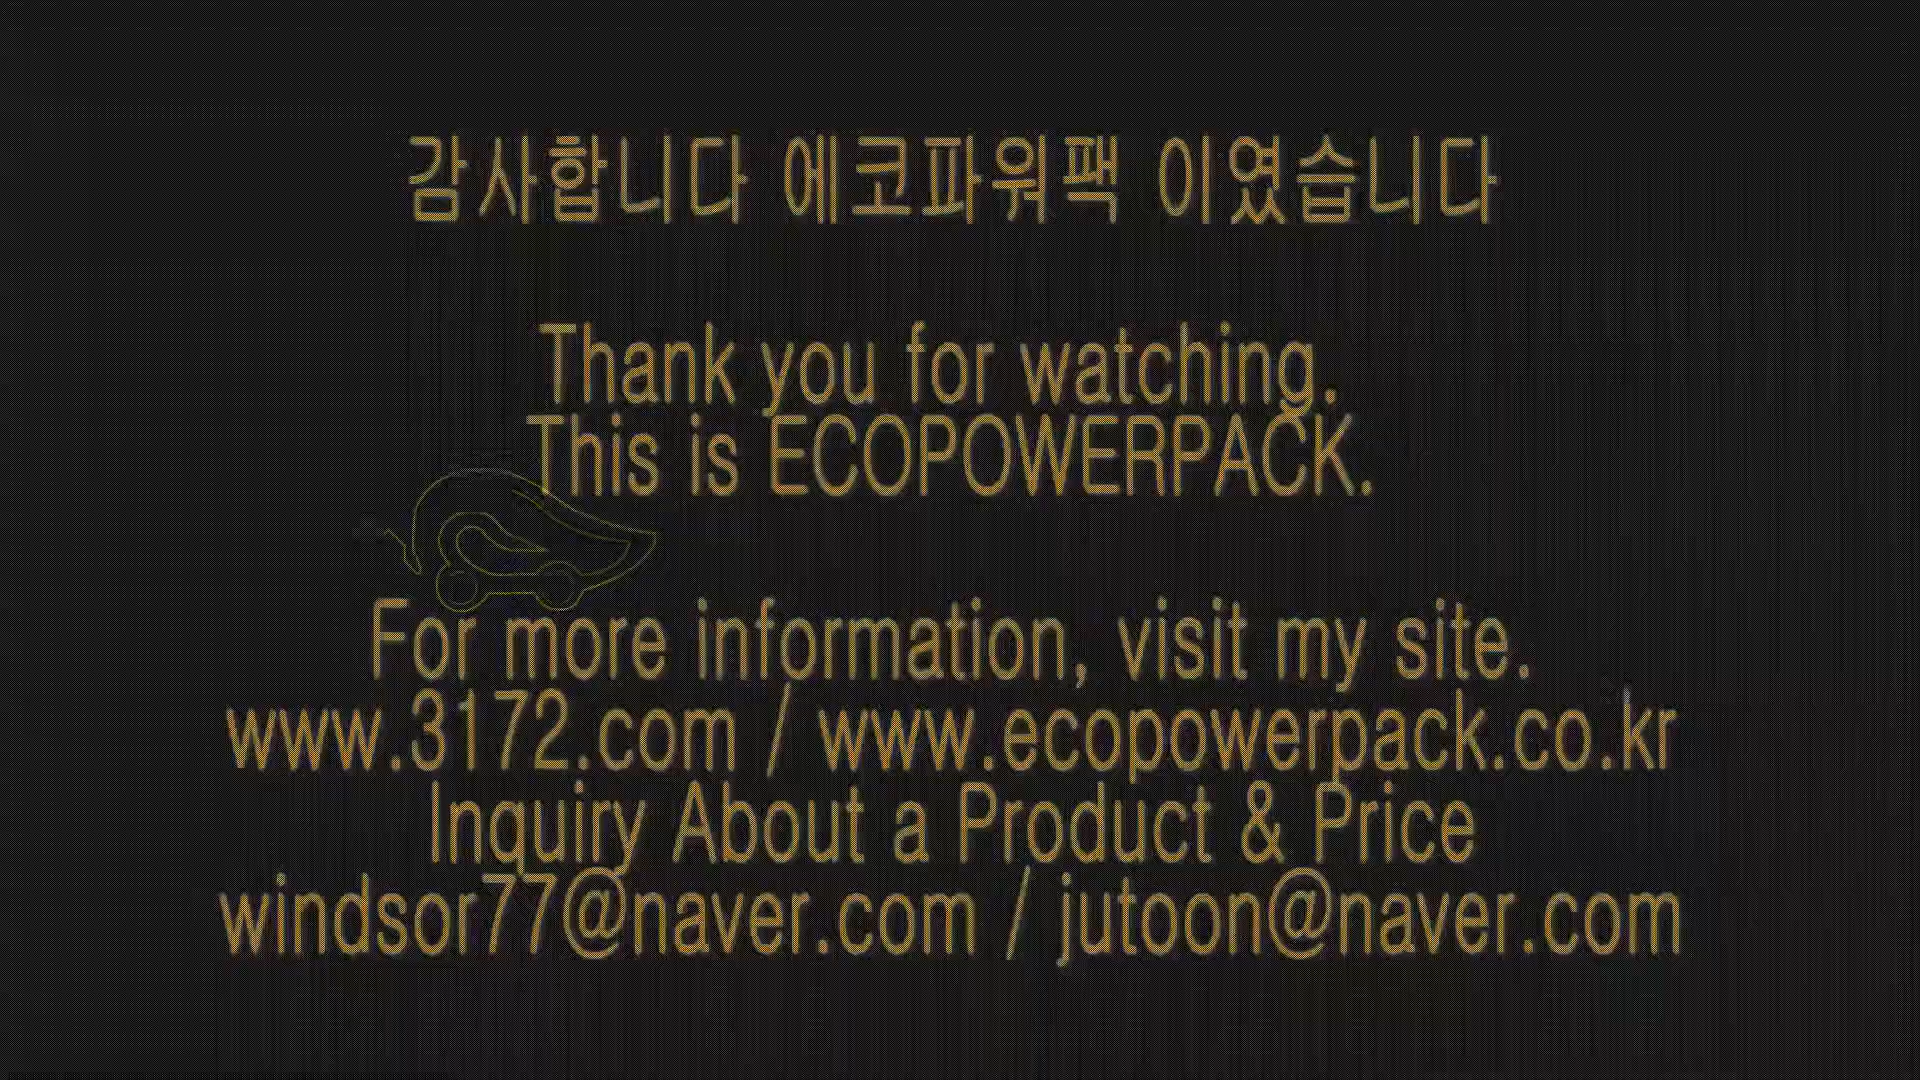 감사합니다 에코파워팩 이였습니다
Thank you for watching.
This is ECOPOWERPACK.
For more information, visit my site.
www.3172.com / www.ecopowerpack.co.kr
Inquiry About a Product & Price
windsor77@naver.com / jutoon@naver.com